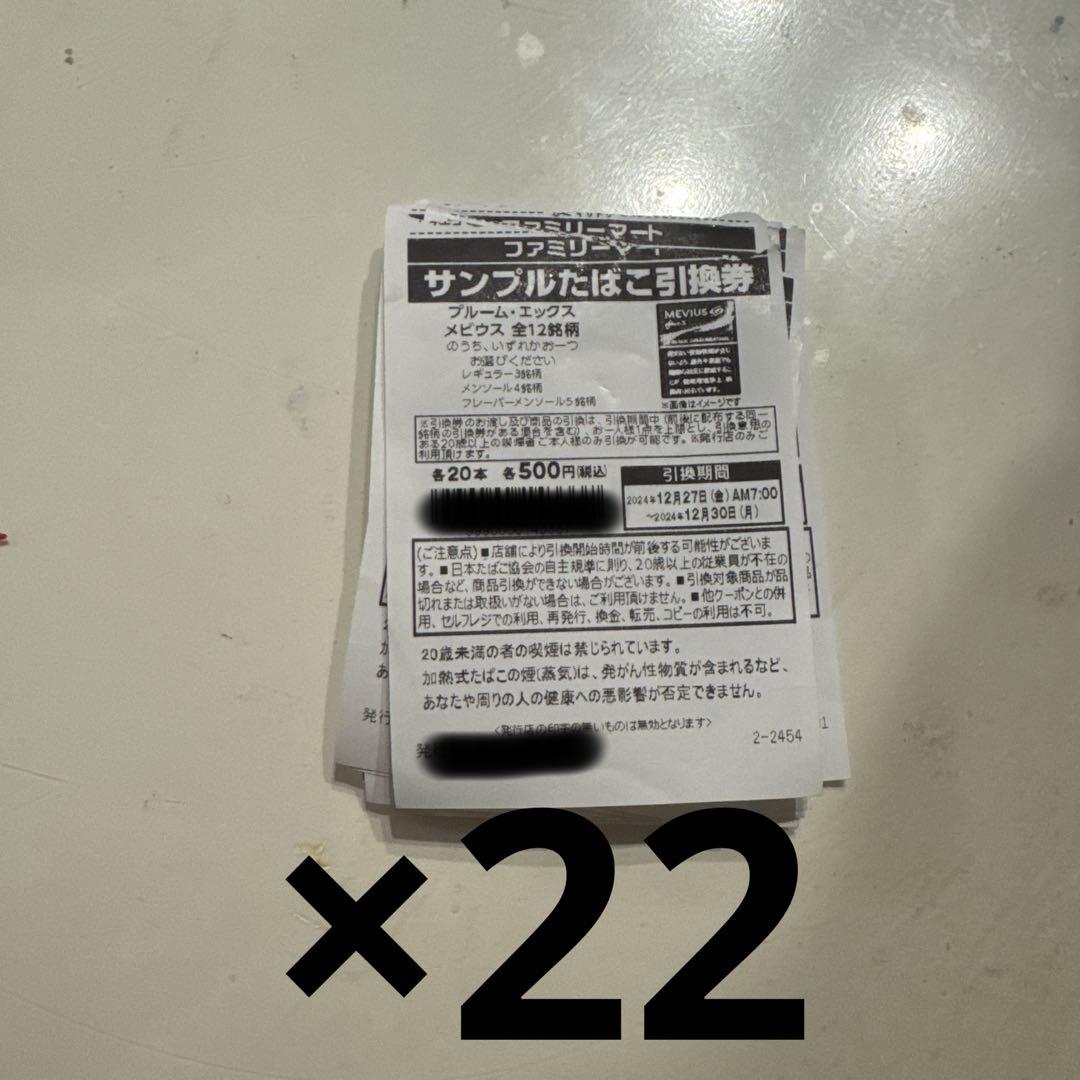 ファミリーマート
ファミリーマート
サンプルたばこ引換券
プルーム・エックス
メビウス 全12銘柄
のうち、いずれかお一つ
お選びください
レギュラー3銘柄
メンソール4銘柄
フレーバーメンソール5銘柄
MEVIUS
※画像はイメージです
※引換券のお渡し及び商品の引換は、引換期間中(前後に配布する同一
銘柄の引換券がある場合を含む)、お一人様1点を上限とし、引換意思の
ある20歳以上の喫煙者ご本人様のみ引換が可能です。※発行店のみご
利用頂けます。
各20本 各500円(税込)
引換期間
2024年12月27日(金)AM7:00
～2024年12月30日(月)
(ご注意点)■店舗により引換開始時間が前後する可能性がございま
す。■日本たばこ協会の自主規準に則り、20歳以上の従業員が不在の
場合など、商品引換ができない場合がございます。■引換対象商品が品
切れまたは取扱いがない場合は、ご利用頂けません。■他クーポンとの併
用、セルフレジでの利用、再発行、換金、転売、コピーの利用は不可。
20歳未満の者の喫煙は禁じられています。
加熱式たばこの煙(蒸気)は、発がん性物質が含まれるなど、
あなたや周りの人の健康への悪影響が否定できません。
<発行店の印字の無いものは無効となります>
発
2-2454
発行
×22